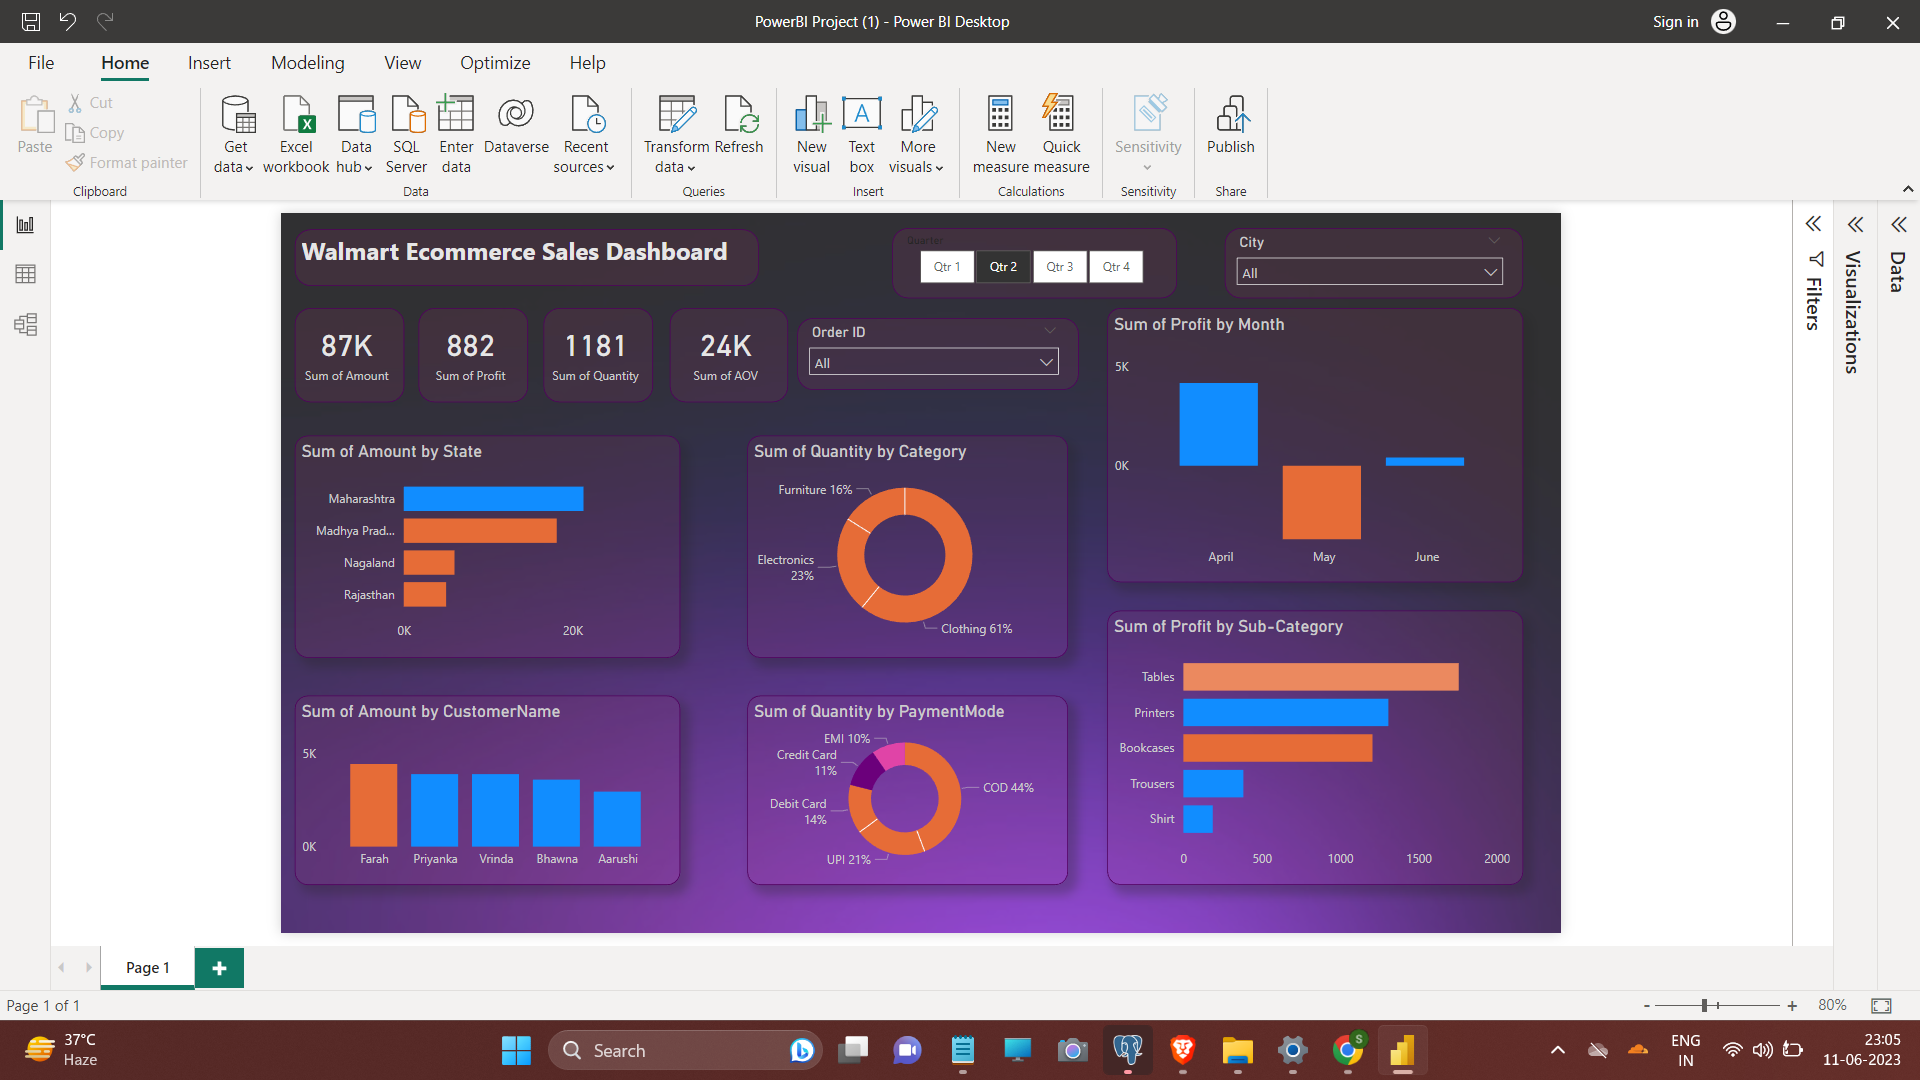 PowerBI Project (1) - Power BI Desktop
Sign in
File
Home
Insert
Modeling
View
Optimize
Help
Paste
Cut
Copy
Format painter
Clipboard
Get data
Excel workbook
Data hub
SQL Server
Enter data
Dataverse
Recent sources
Data
Transform data
Refresh
Queries
New visual
Text box
A
More visuals
Insert
New measure
Quick measure
Calculations
Sensitivity
Sensitivity
Publish
Share
Walmart Ecommerce Sales Dashboard
Quarter
Qtr 1
Qtr 2
Qtr 3
Qtr 4
City
All
87K
Sum of Amount
882
Sum of Profit
1181
Sum of Quantity
24K
Sum of AOV
Order ID
All
Sum of Profit by Month
5K
0K
April
May
June
Sum of Amount by State
Maharashtra
Madhya Prad...
Nagaland
Rajasthan
0K
20K
Sum of Quantity by Category
Furniture 16%
Electronics
23%
Clothing 61%
Sum of Profit by Sub-Category
Tables
Printers
Bookcases
Trousers
Shirt
0
500
1000
1500
2000
Sum of Amount by CustomerName
5K
0K
Farah
Priyanka
Vrinda
Bhawna
Aarushi
Sum of Quantity by PaymentMode
EMI 10%
Credit Card
11%
Debit Card
14%
UPI 21%
COD 44%
Filters
Visualizations
Data
Page 1
Page 1 of 1
- + 80%
37°C
Haze
Search
S
ENG
IN
23:05
11-06-2023